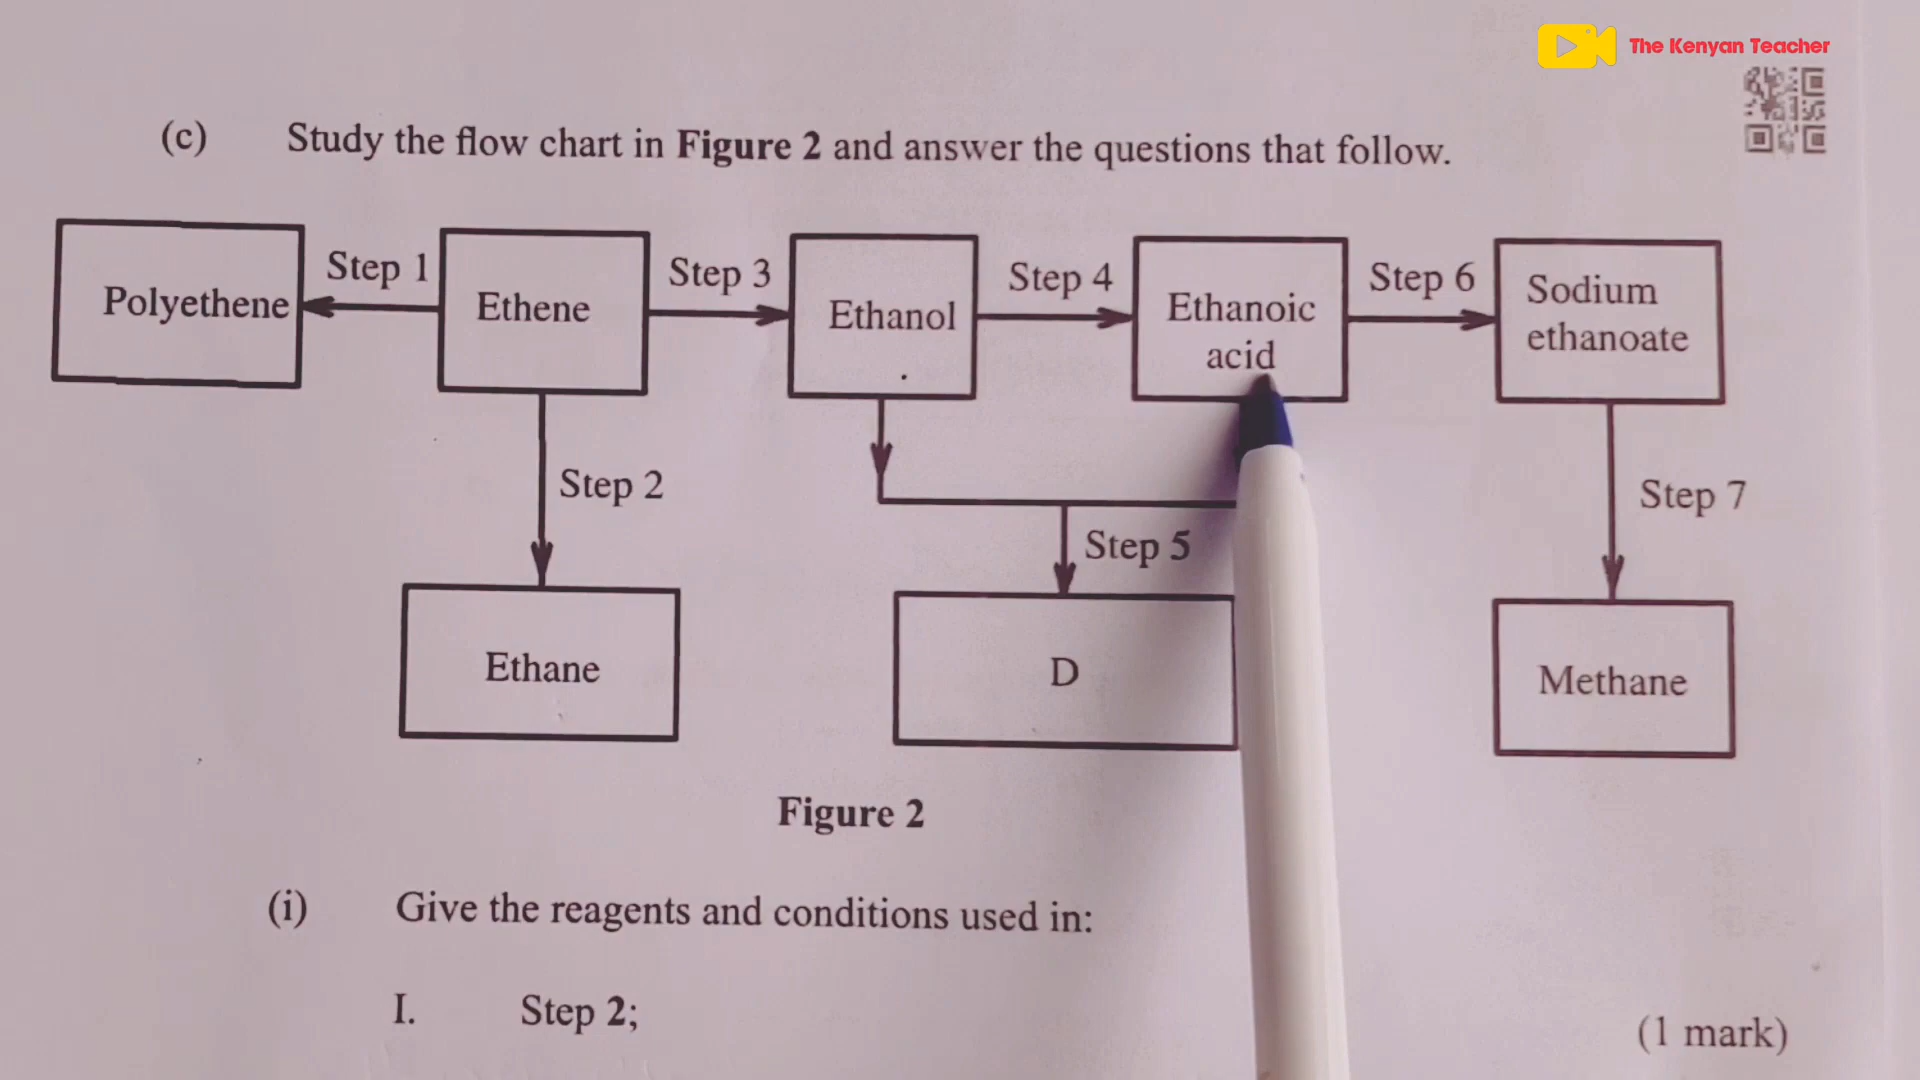 The Kenyan Teacher
(c) Study the flow chart in Figure 2 and answer the questions that follow.
Polyethene
Step 1
Ethene
Step 3
Ethanol
Step 4
Ethanoic
acid
Step 6
Sodium
ethanoate
Step 2
Step 5
Step 7
Ethane
D
Methane
Figure 2
(i) Give the reagents and conditions used in:
I. Step 2;
(1 mark)